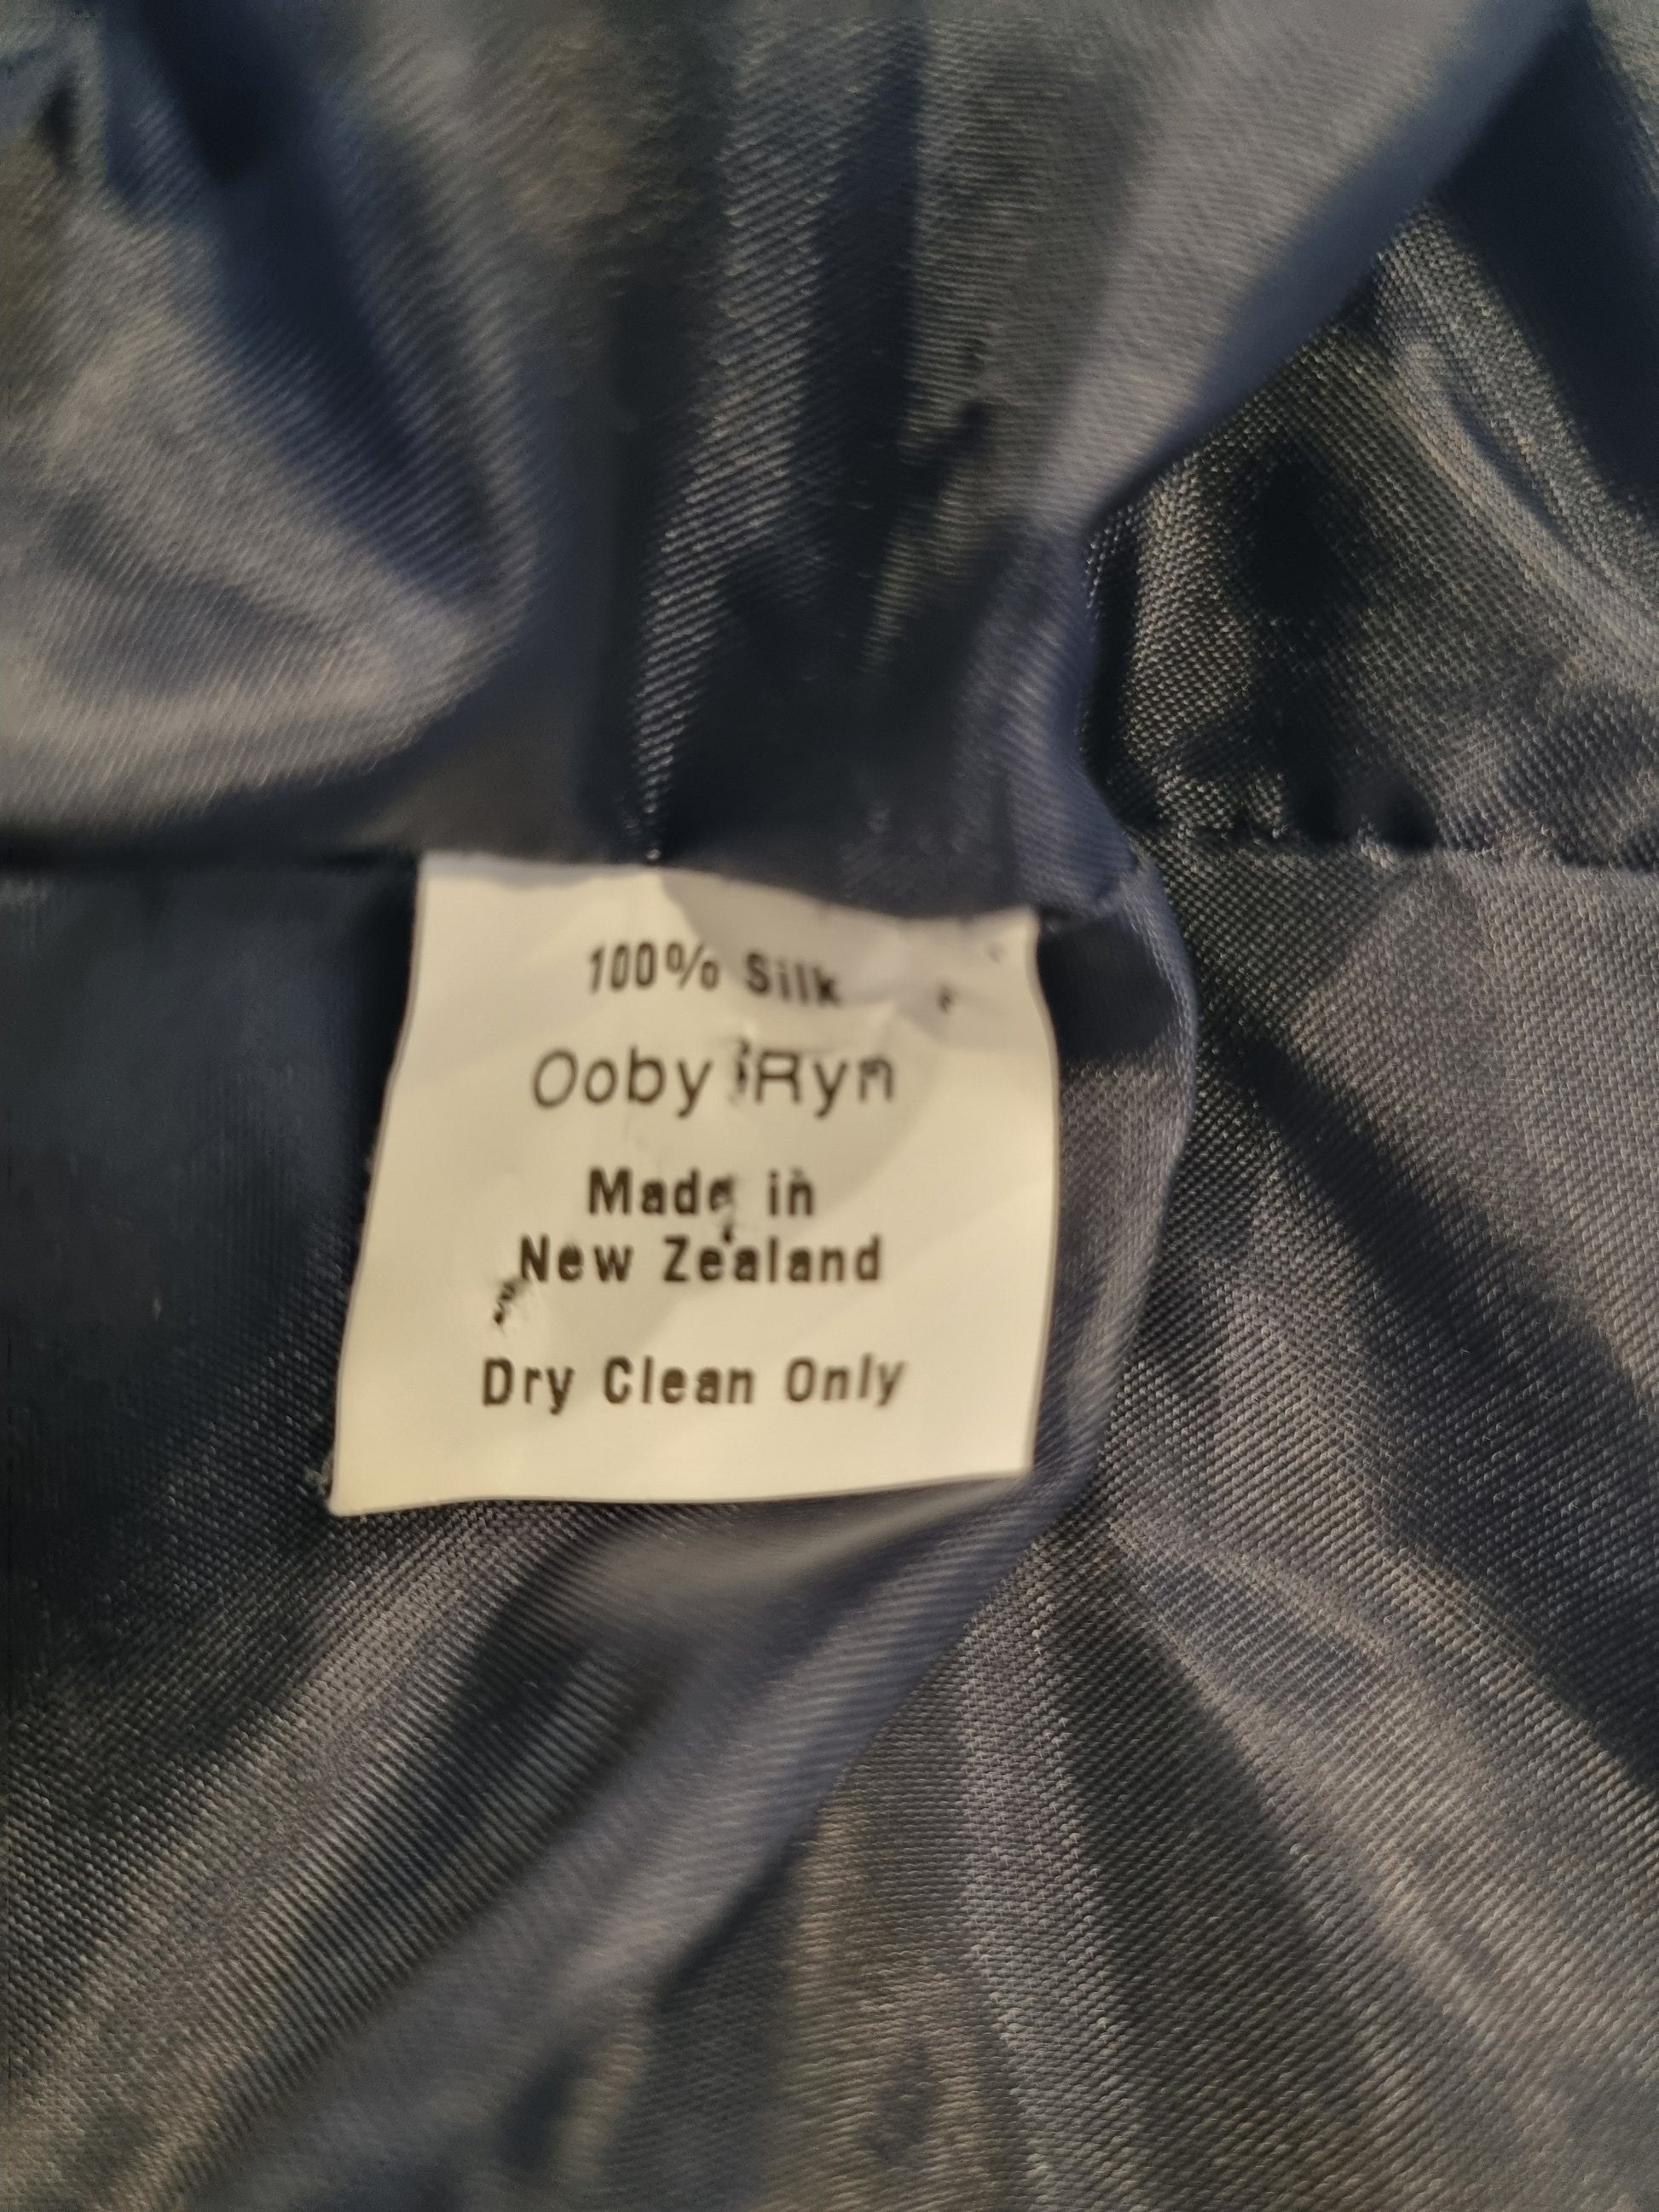 100% Silk
Ooby Ryn
Made in
New Zealand
Dry Clean Only